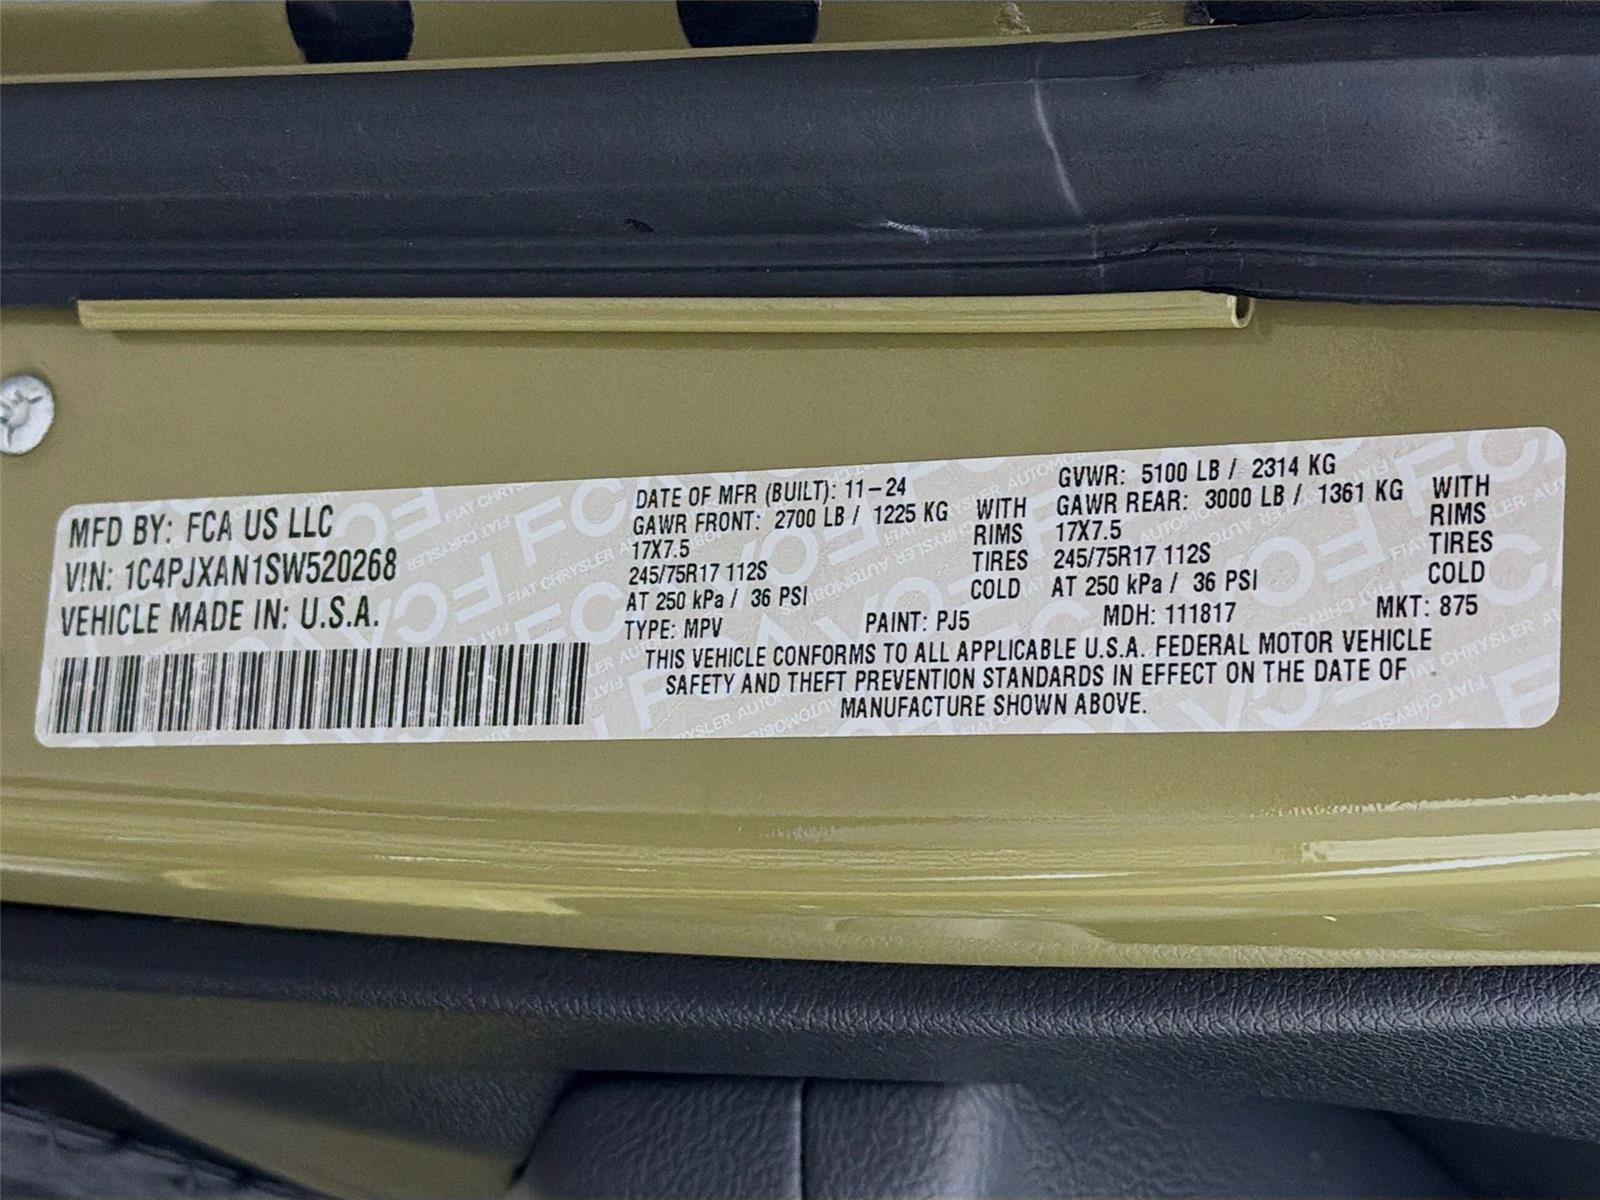 MFD BY: FCA US LLC
VIN: 1C4PJXAN1SW520268
VEHICLE MADE IN: U.S.A.
DATE OF MFR (BUILT): 11-24
GAWR FRONT: 2700 LB / 1225 KG WITH
17X7.5 RIMS
245/75R17 112S TIRES
AT 250 kPa / 36 PSI COLD
GVWR: 5100 LB / 2314 KG
GAWR REAR: 3000 LB / 1361 KG WITH
17X7.5 RIMS
245/75R17 112S TIRES
AT 250 kPa / 36 PSI COLD
TYPE: MPV PAINT: PJ5 MDH: 111817 MKT: 875
THIS VEHICLE CONFORMS TO ALL APPLICABLE U.S.A. FEDERAL MOTOR VEHICLE
SAFETY AND THEFT PREVENTION STANDARDS IN EFFECT ON THE DATE OF
MANUFACTURE SHOWN ABOVE.